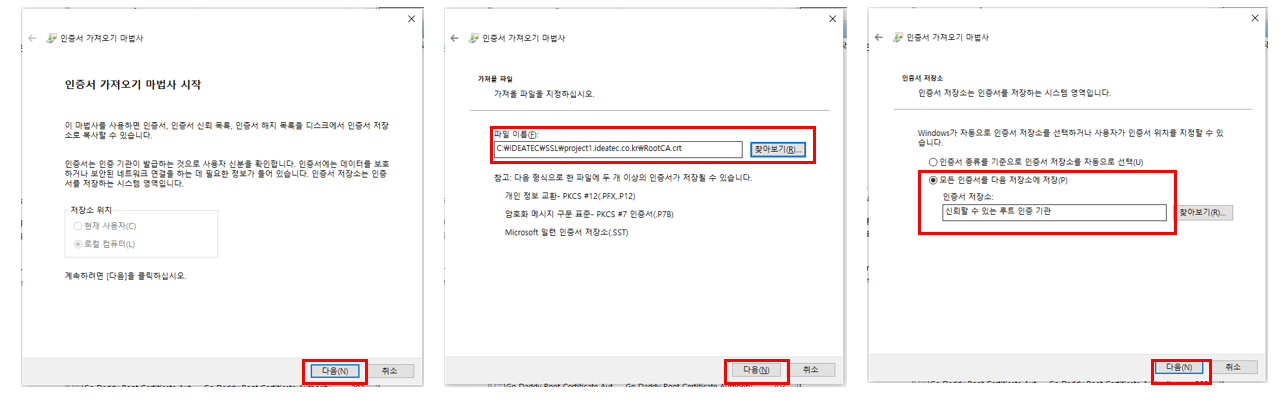 인증서 가져오기 마법사
인증서 가져오기 마법사 시작
이 마법사를 사용하면 인증서, 인증서 신뢰 목록, 인증서 해지 목록을 디스크에서 인증서 저장
소로 복사할 수 있습니다.
인증서는 인증 기관이 발급하는 것으로 사용자 신분을 확인합니다. 인증서에는 데이터를 보호
하거나 보안된 네트워크 연결을 하는 데 필요한 정보가 들어 있습니다. 인증서 저장소는 인증
서를 저장하는 시스템 영역입니다.
저장소 위치
현재 사용자(C)
로컬 컴퓨터(L)
계속하려면 [다음]을 클릭하십시오.
다음(N)
취소
인증서 가져오기 마법사
가져올 파일
가져올 파일을 지정하십시오.
파일 이름(F):
C:₩IDEATEC₩SSL₩project1.ideatec.co.kr₩RootCA.crt
찾아보기(R)...
참고: 다음 형식으로 한 파일에 두 개 이상의 인증서가 저장될 수 있습니다.
개인 정보 교환- PKCS #12(.PFX,.P12)
암호화 메시지 구문 표준- PKCS #7 인증서(.P7B)
Microsoft 일련 인증서 저장소(.SST)
다음(N)
취소
인증서 가져오기 마법사
인증서 저장소
인증서 저장소는 인증서를 저장하는 시스템 영역입니다.
Windows가 자동으로 인증서 저장소를 선택하거나 사용자가 인증서 위치를 지정할 수 있
습니다.
인증서 종류를 기준으로 인증서 저장소를 자동으로 선택(U)
모든 인증서를 다음 저장소에 저장(P)
인증서 저장소:
신뢰할 수 있는 루트 인증 기관
찾아보기(R)...
다음(N)
취소